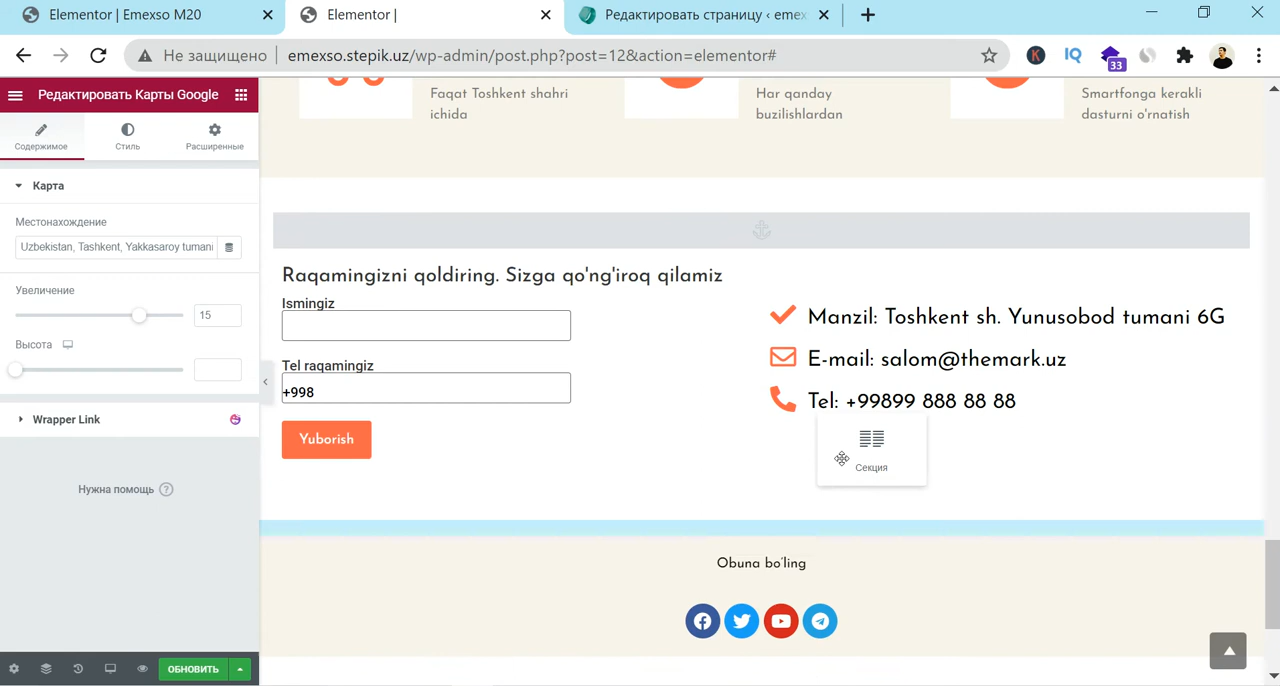 Elementor | Emexso M20
Elementor |
Редактировать страницу ‹ emex
Не защищено
emexso.stepik.uz/wp-admin/post.php?post=12&action=elementor#
K
IQ
33
Редактировать Карты Google
Содержимое
Стиль
Расширенные
Карта
Местонахождение
Uzbekistan, Tashkent, Yakkasaroy tumani
Увеличение
15
Высота
Wrapper Link
Нужна помощь ?
ОБНОВИТЬ
Faqat Toshkent shahri
ichida
Har qanday
buzilishlardan
Smartfonga kerakli
dasturni o'rnatish
Raqamingizni qoldiring. Sizga qo'ng'iroq qilamiz
Ismingiz
Tel raqamingiz
+998
Yuborish
Manzil: Toshkent sh. Yunusobod tumani 6G
E-mail: salom@themark.uz
Tel: +99899 888 88 88
Секция
Obuna bo'ling